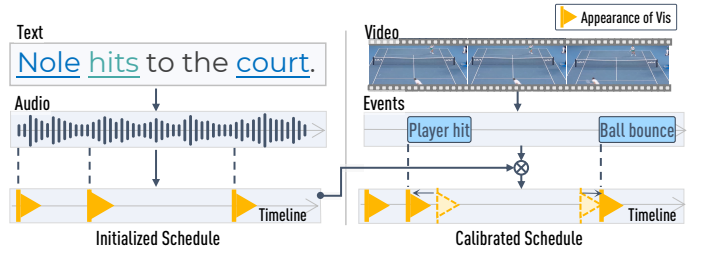 Appearance of Vis
Text
Nole hits to the court.
Audio
Timeline
Initialized Schedule
Video
Events
Player hit
Ball bounce
Timeline
Calibrated Schedule